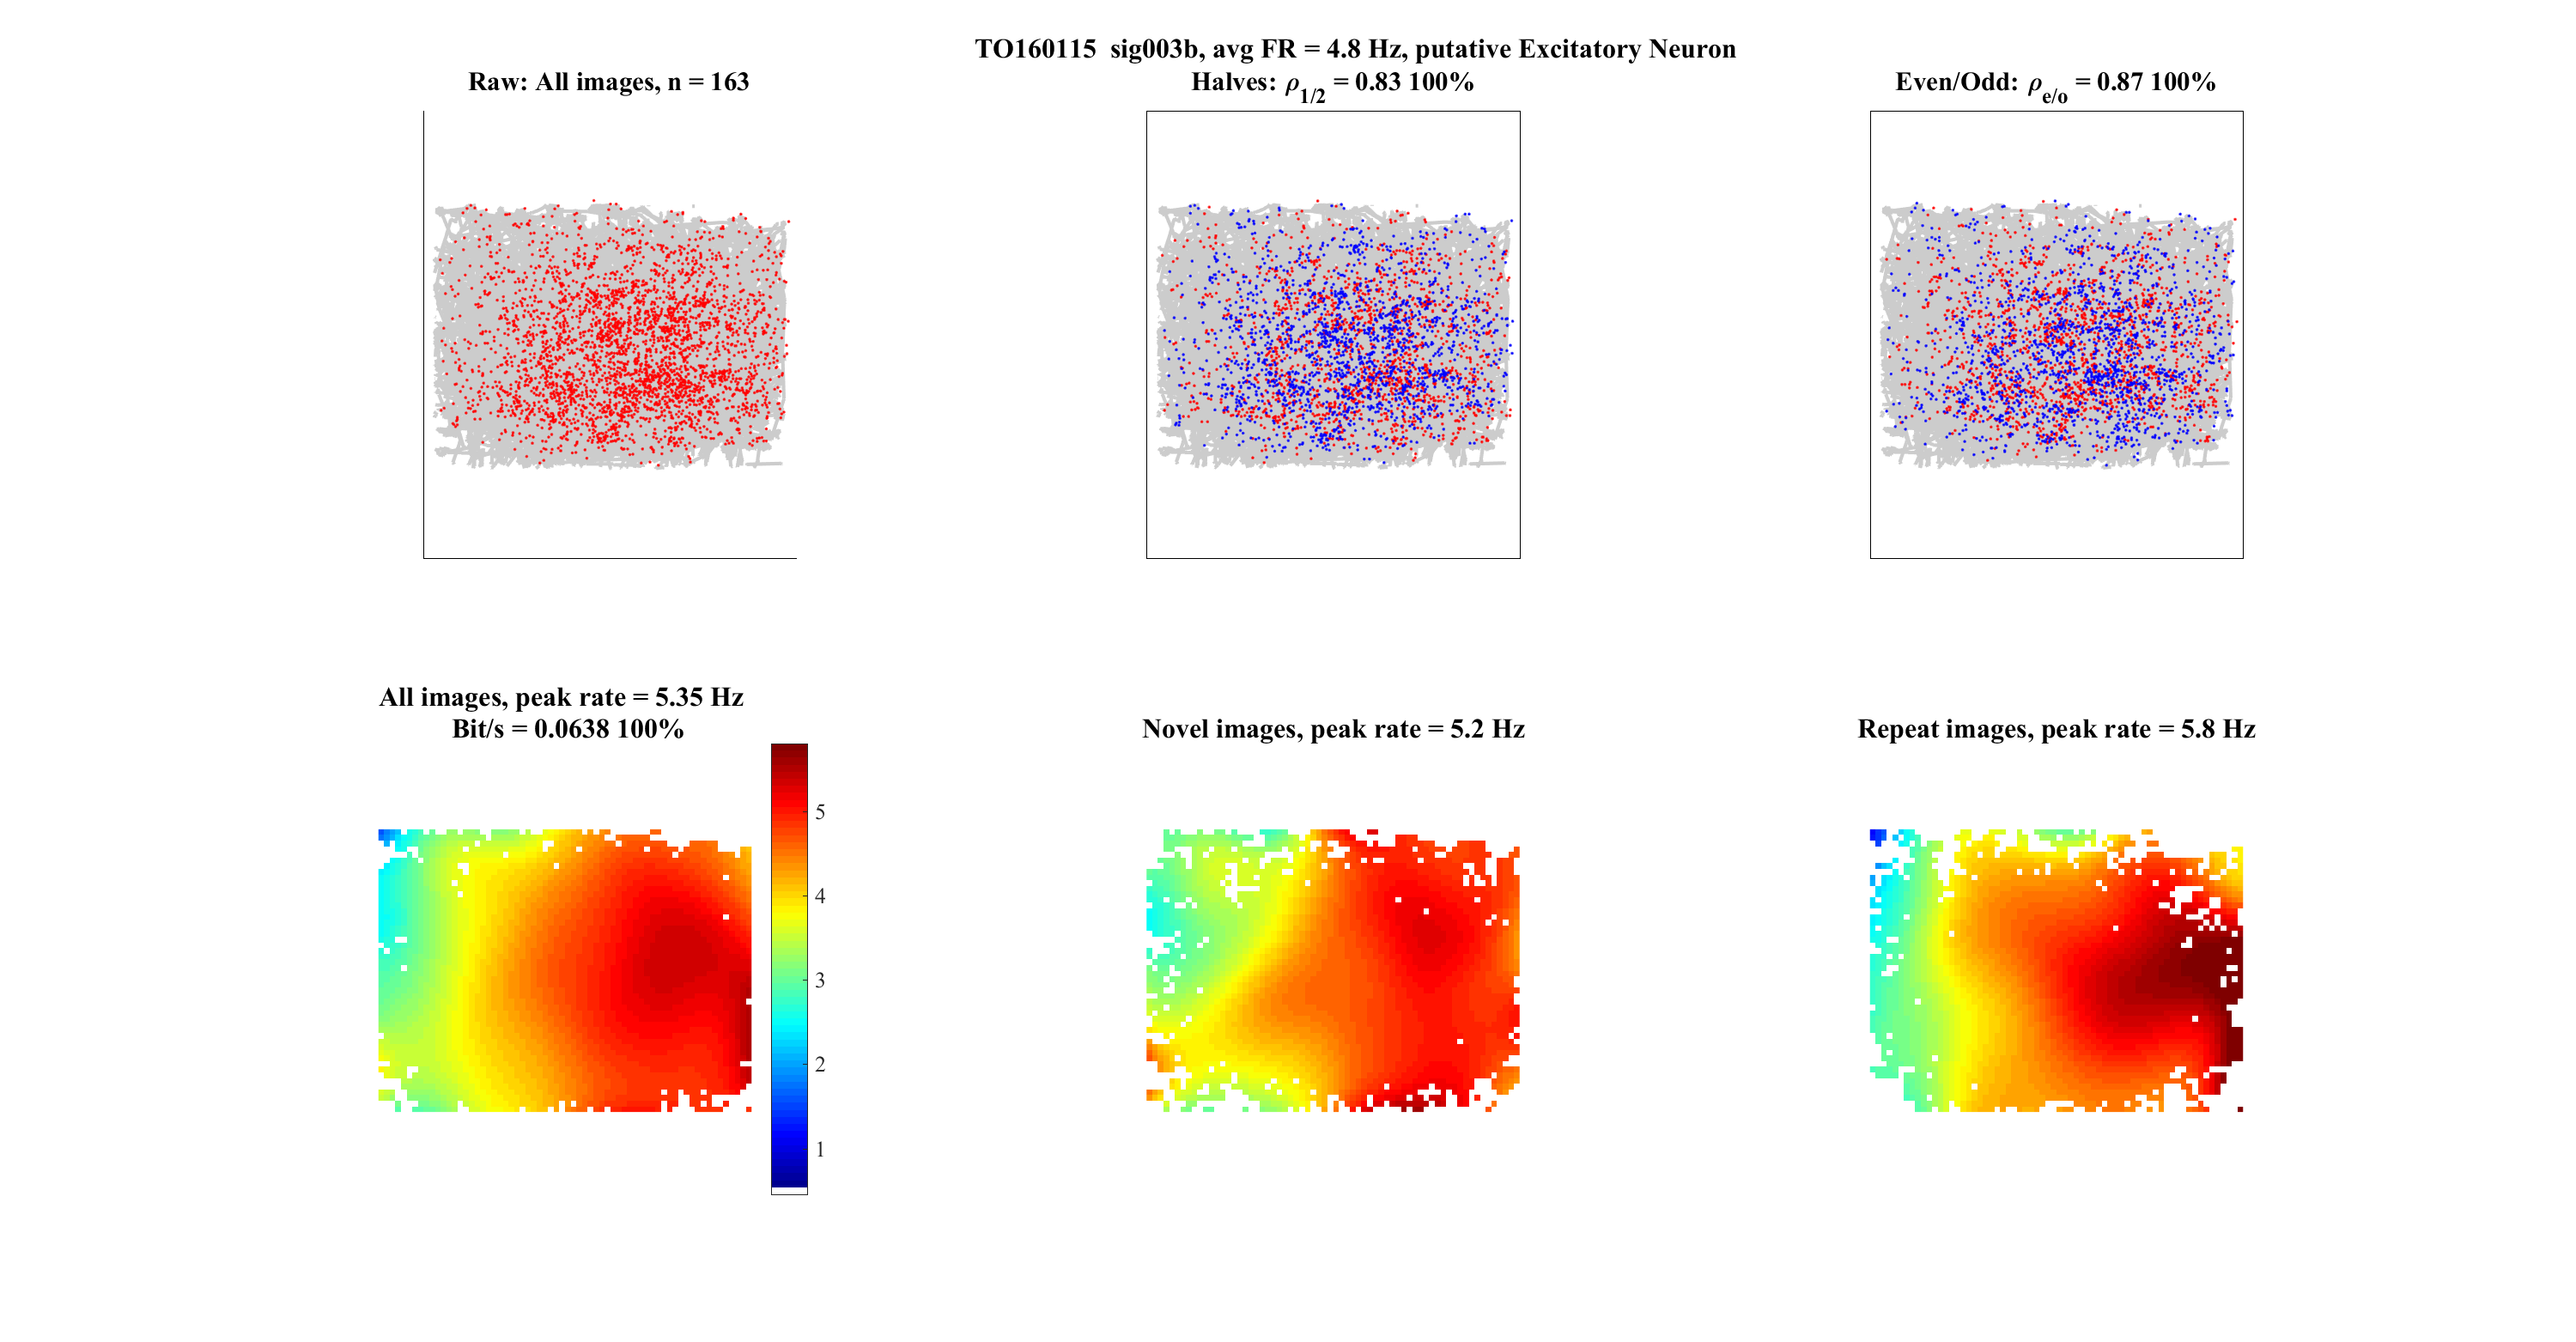 TO160115  sig003b, avg FR = 4.8 Hz, putative Excitatory Neuron
Raw: All images, n = 163
Halves: ρ1/2 = 0.83 100%
Even/Odd: ρe/o = 0.87 100%
All images, peak rate = 5.35 Hz
Bit/s = 0.0638 100%
Novel images, peak rate = 5.2 Hz
Repeat images, peak rate = 5.8 Hz
5
4
3
2
1